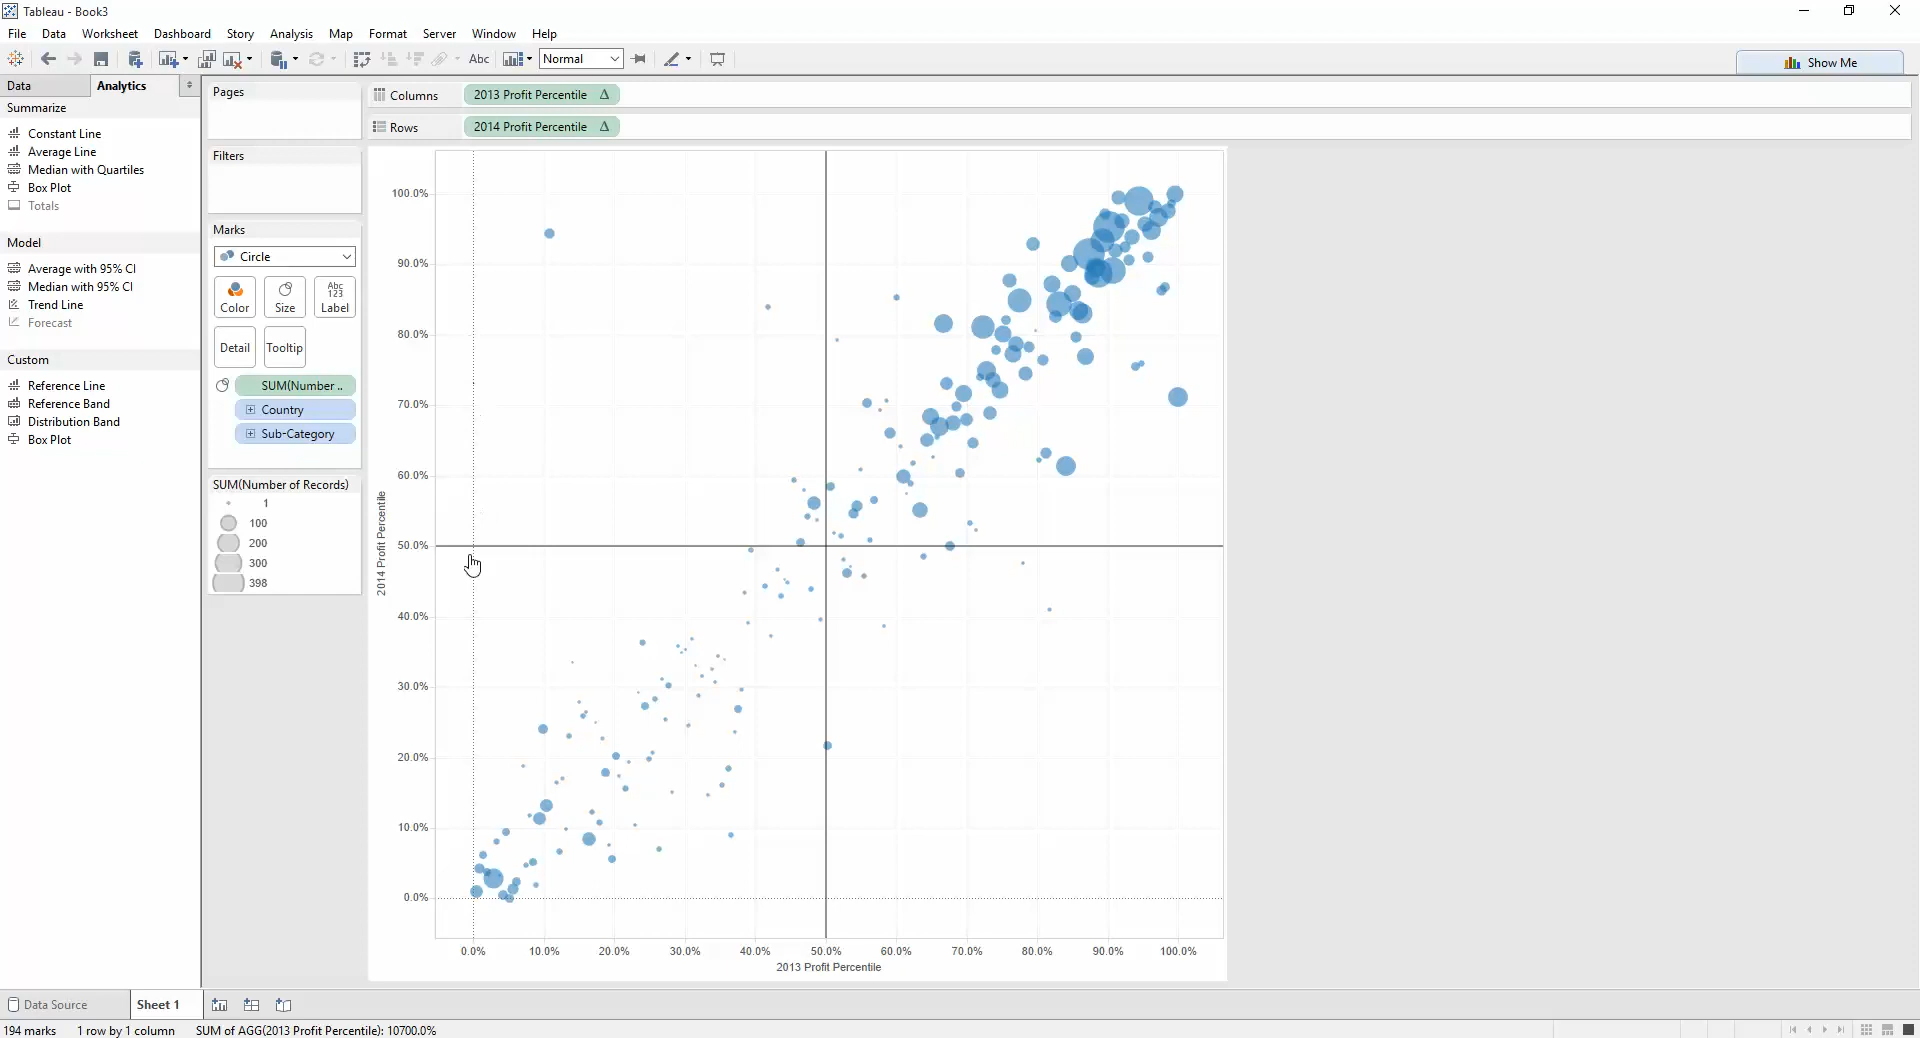 Tableau - Book3
File Data Worksheet Dashboard Story Analysis Map Format Server Window Help
Abc Normal Show Me
Data Analytics
Summarize
Constant Line
Average Line
Median with Quartiles
Box Plot
Totals
Model
Average with 95% CI
Median with 95% CI
Trend Line
Forecast
Custom
Reference Line
Reference Band
Distribution Band
Box Plot
Pages
Filters
Marks
Circle
Color Size Abc 123 Label
Detail Tooltip
SUM(Number ..
Country
Sub-Category
SUM(Number of Records)
1
100
200
300
398
Columns 2013 Profit Percentile Δ
Rows 2014 Profit Percentile Δ
2014 Profit Percentile
100.0%
90.0%
80.0%
70.0%
60.0%
50.0%
40.0%
30.0%
20.0%
10.0%
0.0%
0.0% 10.0% 20.0% 30.0% 40.0% 50.0% 60.0% 70.0% 80.0% 90.0% 100.0%
2013 Profit Percentile
Data Source Sheet 1
194 marks 1 row by 1 column SUM of AGG(2013 Profit Percentile): 10700.0%